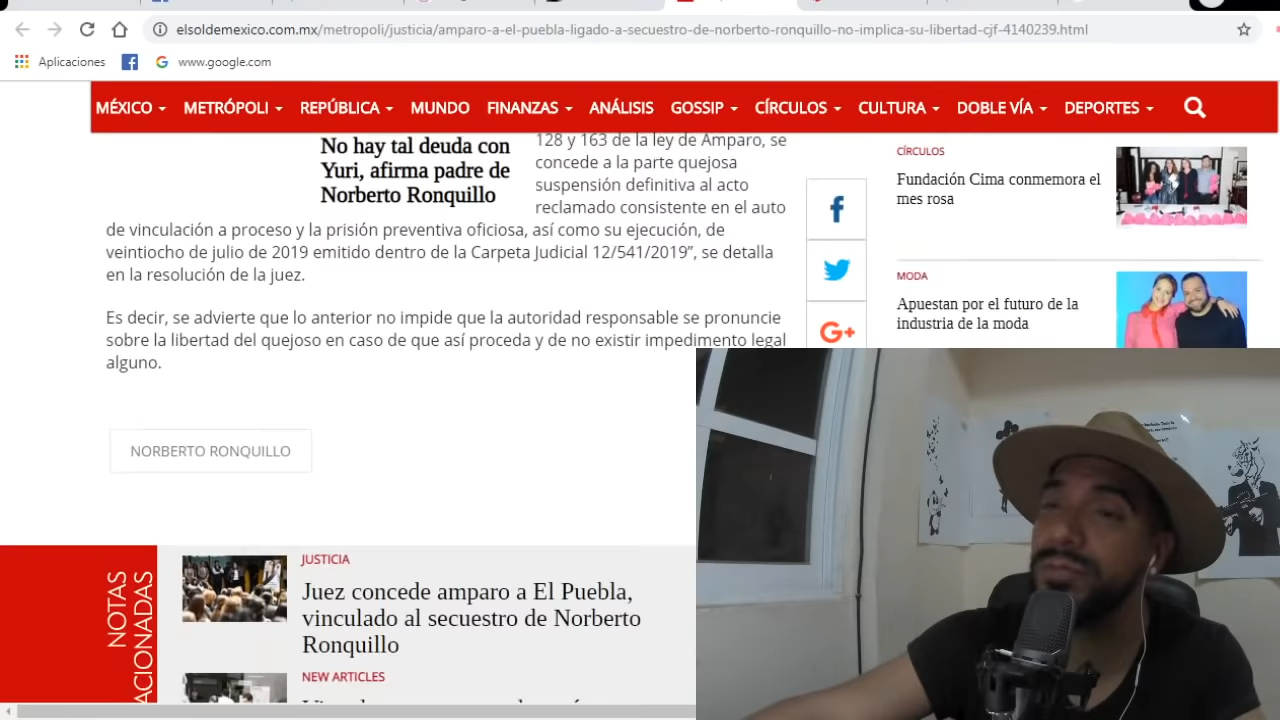 elsoldemexico.com.mx/metropoli/justicia/amparo-a-el-puebla-ligado-a-secuestro-de-norberto-ronquillo-no-implica-su-libertad-cjf-4140239.html
Aplicaciones
www.google.com
MÉXICO METRÓPOLI REPÚBLICA MUNDO FINANZAS ANÁLISIS GOSSIP CÍRCULOS CULTURA DOBLE VÍA DEPORTES
No hay tal deuda con
Yuri, afirma padre de
Norberto Ronquillo
128 y 163 de la ley de Amparo, se
concede a la parte quejosa
suspensión definitiva al acto
reclamado consistente en el auto
de vinculación a proceso y la prisión preventiva oficiosa, así como su ejecución, de
veintiocho de julio de 2019 emitido dentro de la Carpeta Judicial 12/541/2019”, se detalla
en la resolución de la juez.
Es decir, se advierte que lo anterior no impide que la autoridad responsable se pronuncie
sobre la libertad del quejoso en caso de que así proceda y de no existir impedimento legal
alguno.
NORBERTO RONQUILLO
G+
CÍRCULOS
Fundación Cima conmemora el
mes rosa
MODA
Apuestan por el futuro de la
industria de la moda
NOTAS
ACIONADAS
JUSTICIA
Juez concede amparo a El Puebla,
vinculado al secuestro de Norberto
Ronquillo
NEW ARTICLES